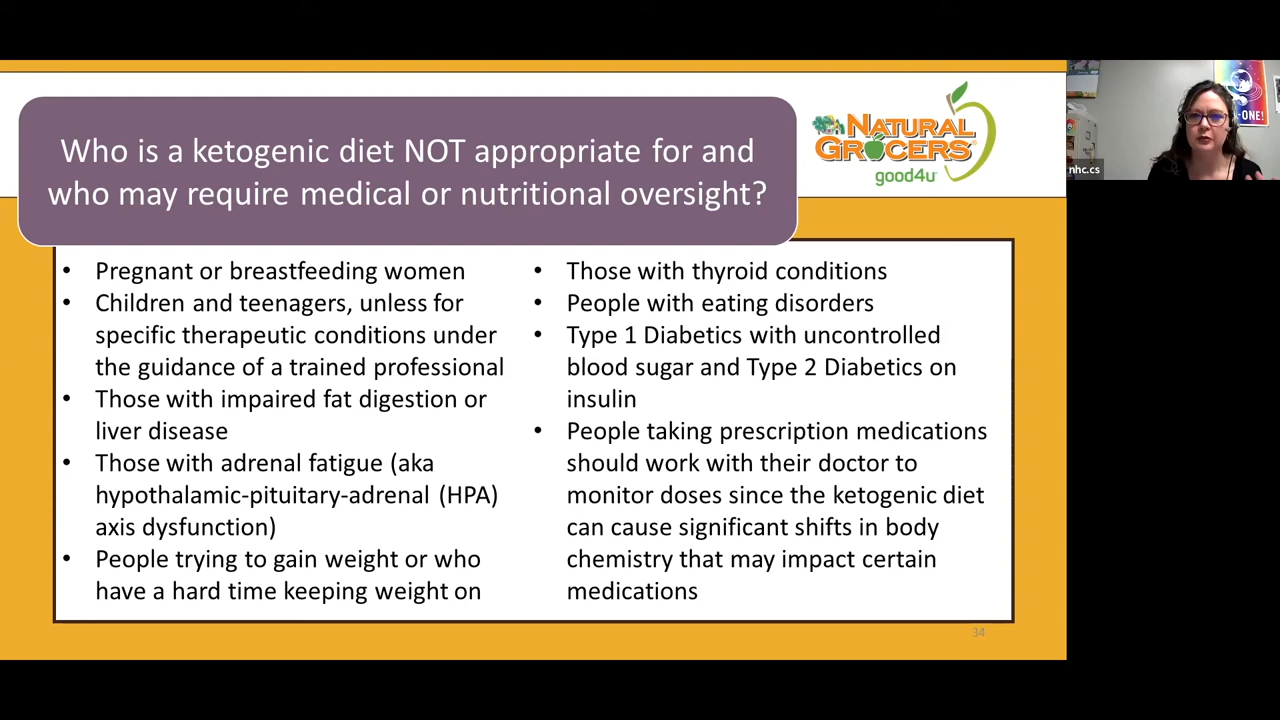 Who is a ketogenic diet NOT appropriate for and
who may require medical or nutritional oversight?
NATURAL
GROCERS®
good4u℠
• Pregnant or breastfeeding women
• Children and teenagers, unless for
specific therapeutic conditions under
the guidance of a trained professional
• Those with impaired fat digestion or
liver disease
• Those with adrenal fatigue (aka
hypothalamic-pituitary-adrenal (HPA)
axis dysfunction)
• People trying to gain weight or who
have a hard time keeping weight on
• Those with thyroid conditions
• People with eating disorders
• Type 1 Diabetics with uncontrolled
blood sugar and Type 2 Diabetics on
insulin
• People taking prescription medications
should work with their doctor to
monitor doses since the ketogenic diet
can cause significant shifts in body
chemistry that may impact certain
medications
34
-ONE!
nhc.cs